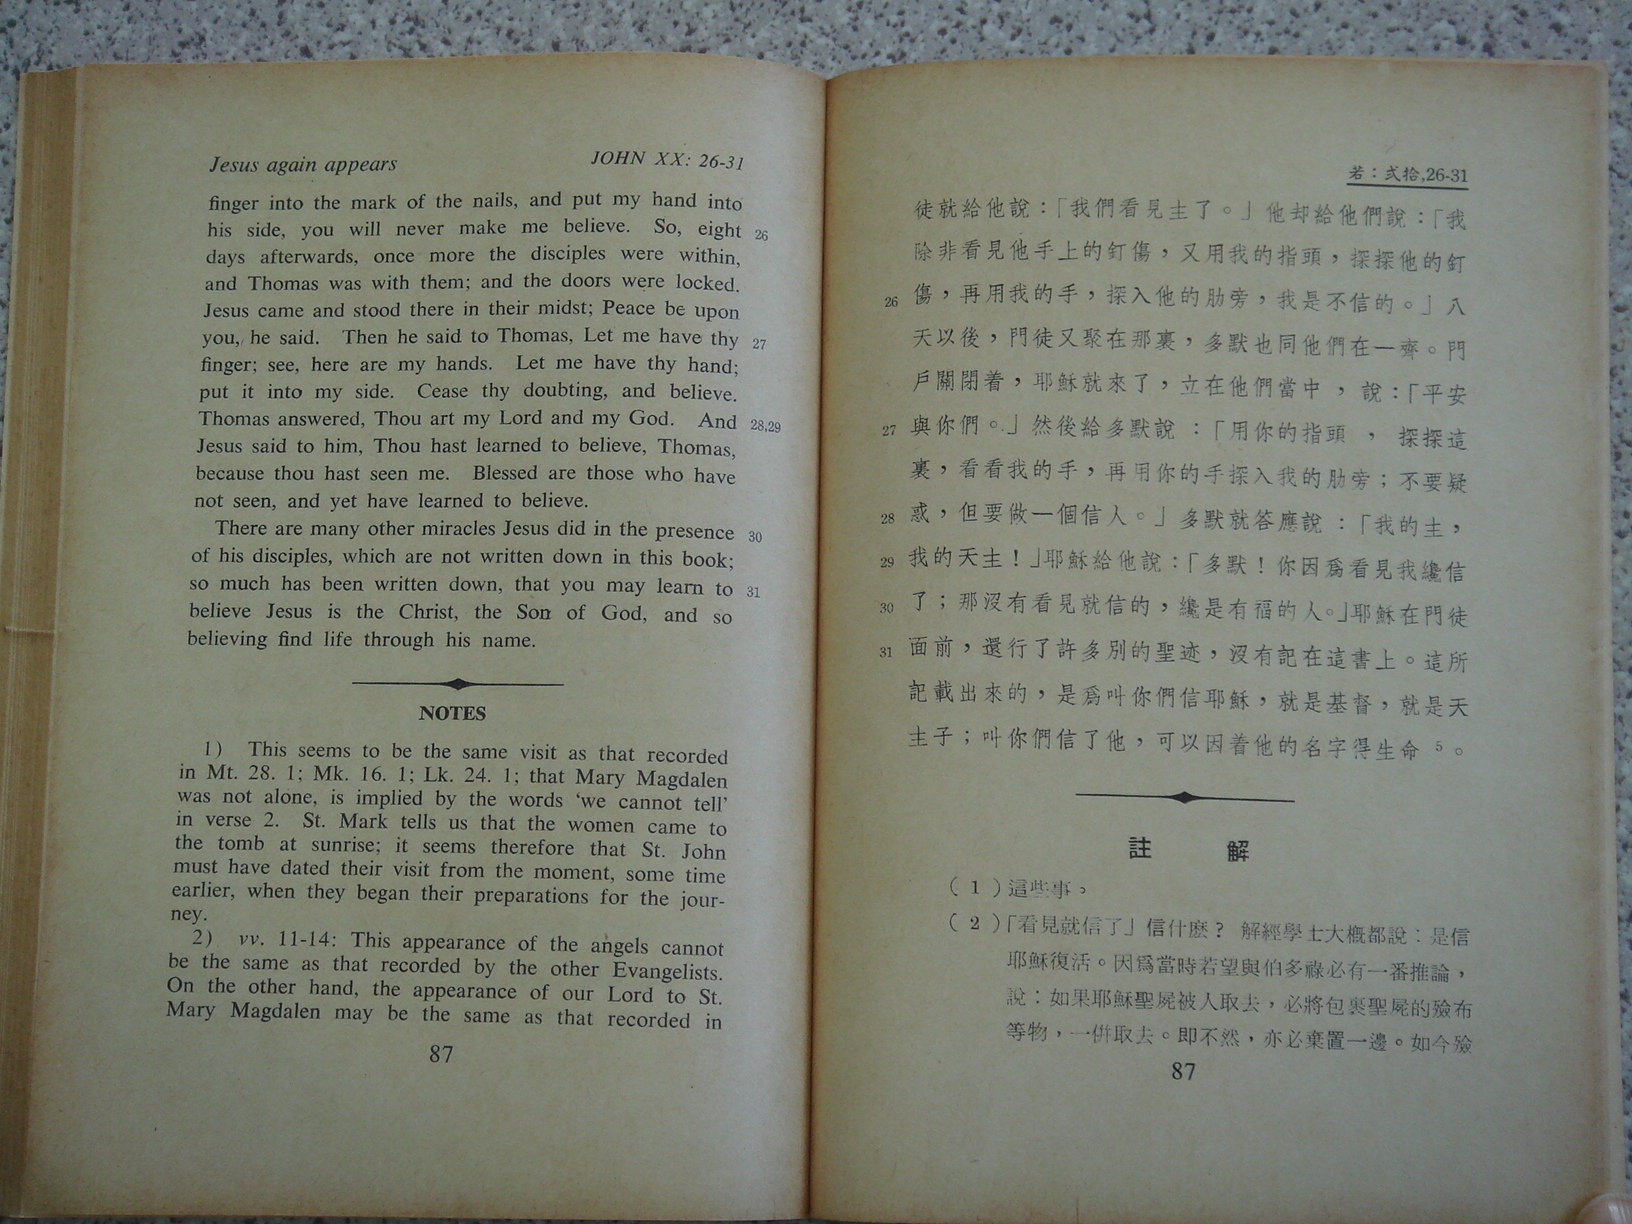 Jesus again appears JOHN XX: 26-31
finger into the mark of the nails, and put my hand into
his side, you will never make me believe. So, eight 26
days afterwards, once more the disciples were within,
and Thomas was with them; and the doors were locked.
Jesus came and stood there in their midst; Peace be upon
you, he said. Then he said to Thomas, Let me have thy 27
finger; see, here are my hands. Let me have thy hand;
put it into my side. Cease thy doubting, and believe.
Thomas answered, Thou art my Lord and my God. And 28,29
Jesus said to him, Thou hast learned to believe, Thomas,
because thou hast seen me. Blessed are those who have
not seen, and yet have learned to believe.
There are many other miracles Jesus did in the presence 30
of his disciples, which are not written down in this book;
so much has been written down, that you may learn to 31
believe Jesus is the Christ, the Son of God, and so
believing find life through his name.
NOTES
1) This seems to be the same visit as that recorded
in Mt. 28. 1; Mk. 16. 1; Lk. 24. 1; that Mary Magdalen
was not alone, is implied by the words ‘we cannot tell’
in verse 2. St. Mark tells us that the women came to
the tomb at sunrise; it seems therefore that St. John
must have dated their visit from the moment, some time
earlier, when they began their preparations for the jour-
ney.
2) vv. 11-14: This appearance of the angels cannot
be the same as that recorded by the other Evangelists.
On the other hand, the appearance of our Lord to St.
Mary Magdalen may be the same as that recorded in
87
若：弍拾,26-31
徒就給他說：「我們看見主了。」他却給他們說：「我
除非看見他手上的釘傷，又用我的指頭，探探他的釘
26 傷，再用我的手，探入他的肋旁，我是不信的。」八
天以後，門徒又聚在那裏，多默也同他們在一齊。門
戶關閉着，耶穌就來了，立在他們當中，說：「平安
27 與你們。」然後給多默說：「用你的指頭，探探這
裏，看看我的手，再用你的手探入我的肋旁；不要疑
28 惑，但要做一個信人。」多默就答應說：「我的主，
29 我的天主！」耶穌給他說：「多默！你因爲看見我纔信
30 了；那沒有看見就信的，纔是有福的人。」耶穌在門徒
31 面前，還行了許多別的聖迹，沒有記在這書上。這所
記載出來的，是爲叫你們信耶穌，就是基督，就是天
主子；叫你們信了他，可以因着他的名字得生命 5 。
註 解
( 1 ) 這些事。
( 2 )「看見就信了」信什麽？ 解經學士大概都說：是信
耶穌復活。因爲當時若望與伯多祿必有一番推論，
說：如果耶穌聖屍被人取去，必將包裹聖屍的殮布
等物，一倂取去。即不然，亦必棄置一邊。如今殮
87